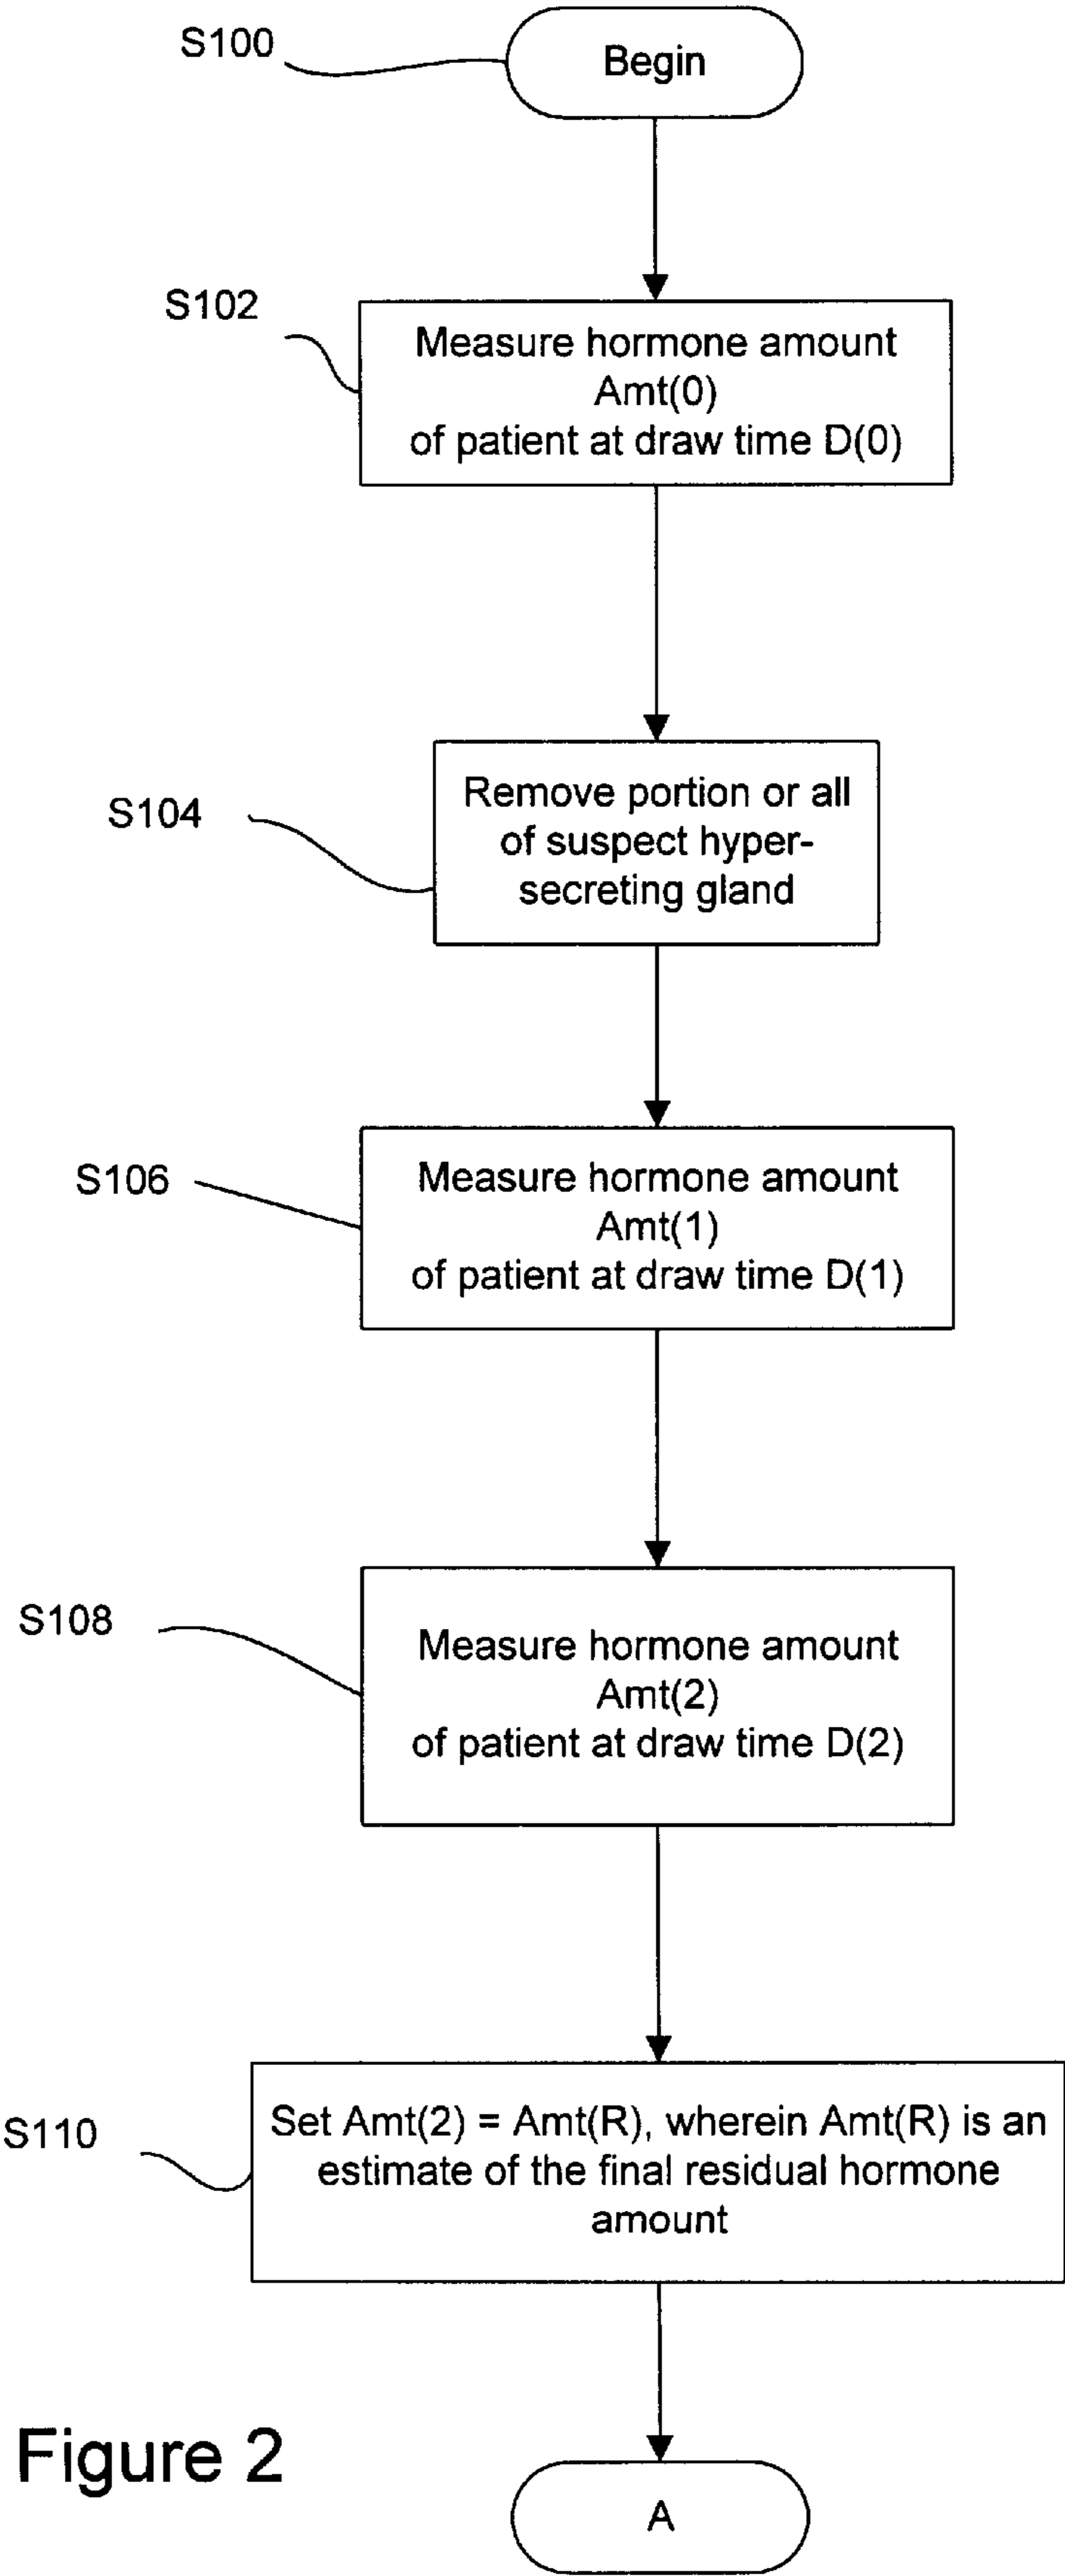 S100
Begin
S102
Measure hormone amount
Amt(0)
of patient at draw time D(0)
S104
Remove portion or all
of suspect hyper-
secreting gland
S106
Measure hormone amount
Amt(1)
of patient at draw time D(1)
S108
Measure hormone amount
Amt(2)
of patient at draw time D(2)
S110
Set Amt(2) = Amt(R), wherein Amt(R) is an
estimate of the final residual hormone
amount
Figure 2
A